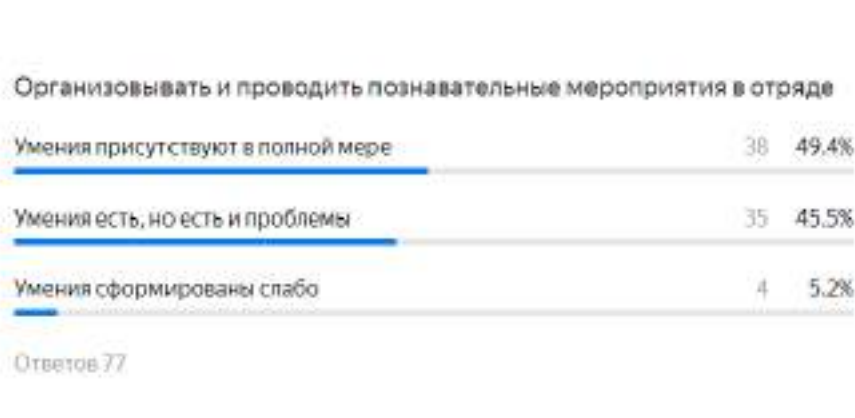 Организовывать и проводить познавательные мероприятия в отряде
Умения присутствуют в полной мере 38 49.4%
Умения есть, но есть и проблемы 35 45.5%
Умения сформированы слабо 4 5.2%
Ответов 77